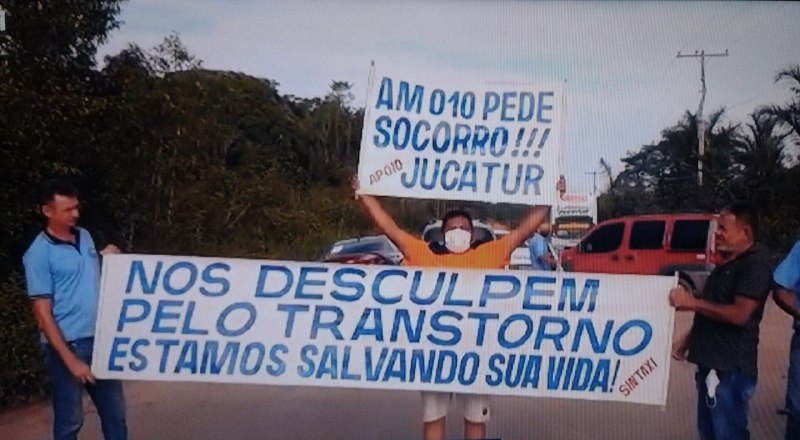 AM 010 PEDE
SOCORRO!!!
APOIO JUCATUR
NOS DESCULPEM
PELO TRANSTORNO
ESTAMOS SALVANDO SUA VIDA!
SINTAXI